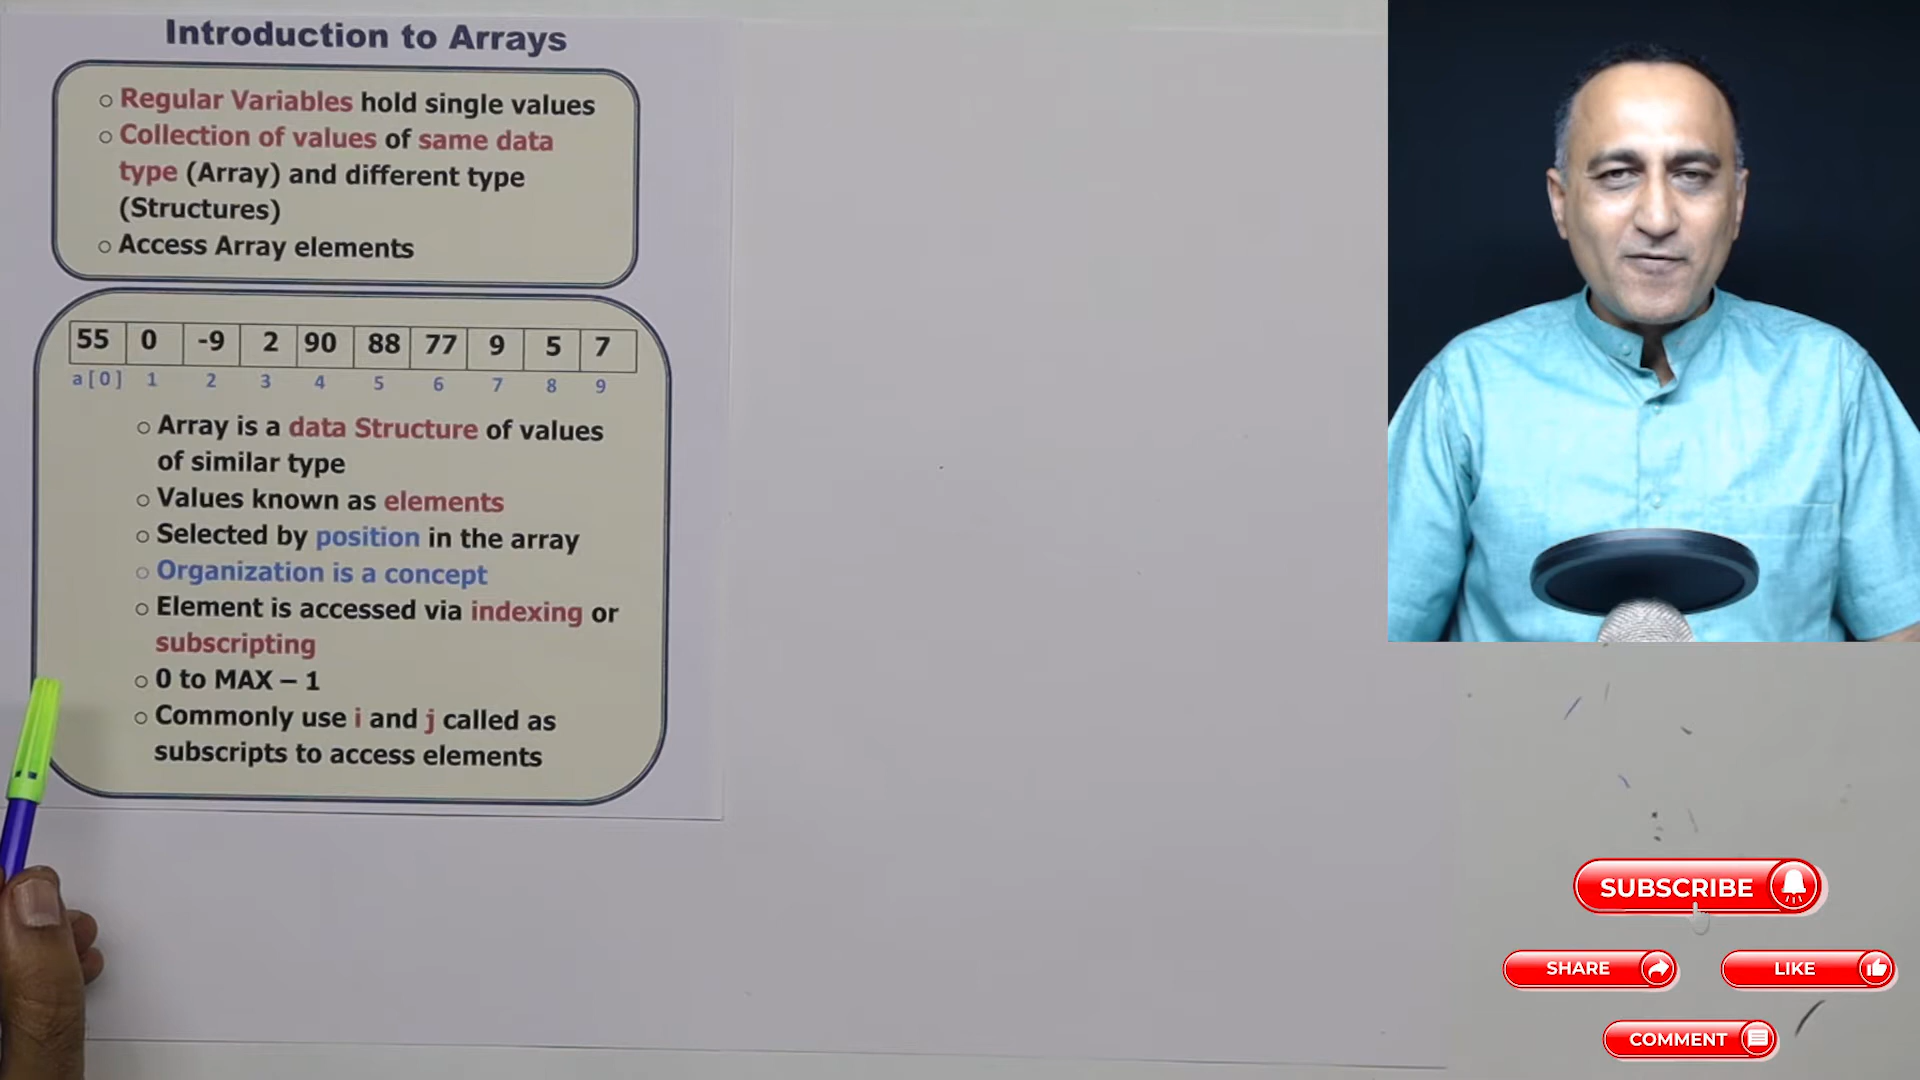 Introduction to Arrays
Regular Variables hold single values
Collection of values of same data
type (Array) and different type
(Structures)
Access Array elements
55 0 -9 2 90 88 77 9 5 7
a[0] 1 2 3 4 5 6 7 8 9
Array is a data Structure of values
of similar type
Values known as elements
Selected by position in the array
Organization is a concept
Element is accessed via indexing or
subscripting
0 to MAX – 1
Commonly use i and j called as
subscripts to access elements
SUBSCRIBE
SHARE
LIKE
COMMENT